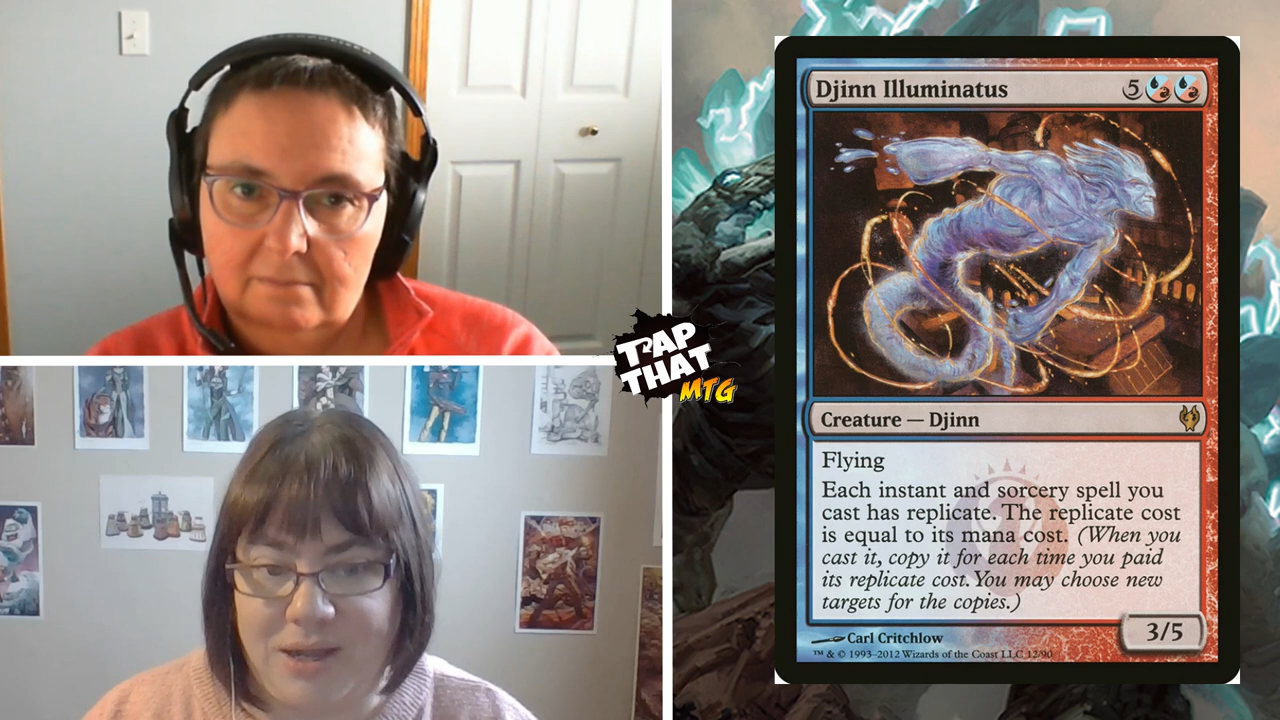 TAP
THAT
MTG
Djinn Illuminatus 5
Creature — Djinn
Flying
Each instant and sorcery spell you
cast has replicate. The replicate cost
is equal to its mana cost. (When you
cast it, copy it for each time you paid
its replicate cost. You may choose new
targets for the copies.)
3/5
Carl Critchlow
™ & © 1993–2012 Wizards of the Coast LLC 12/90